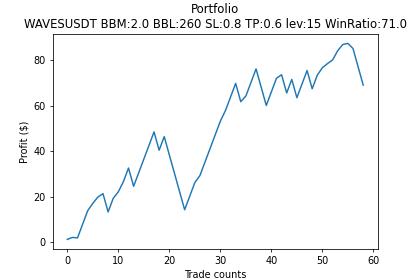 Portfolio
WAVESUSDT BBM:2.0 BBL:260 SL:0.8 TP:0.6 lev:15 WinRatio:71.0
80
60
40
20
0
Profit ($)
0 10 20 30 40 50 60
Trade counts